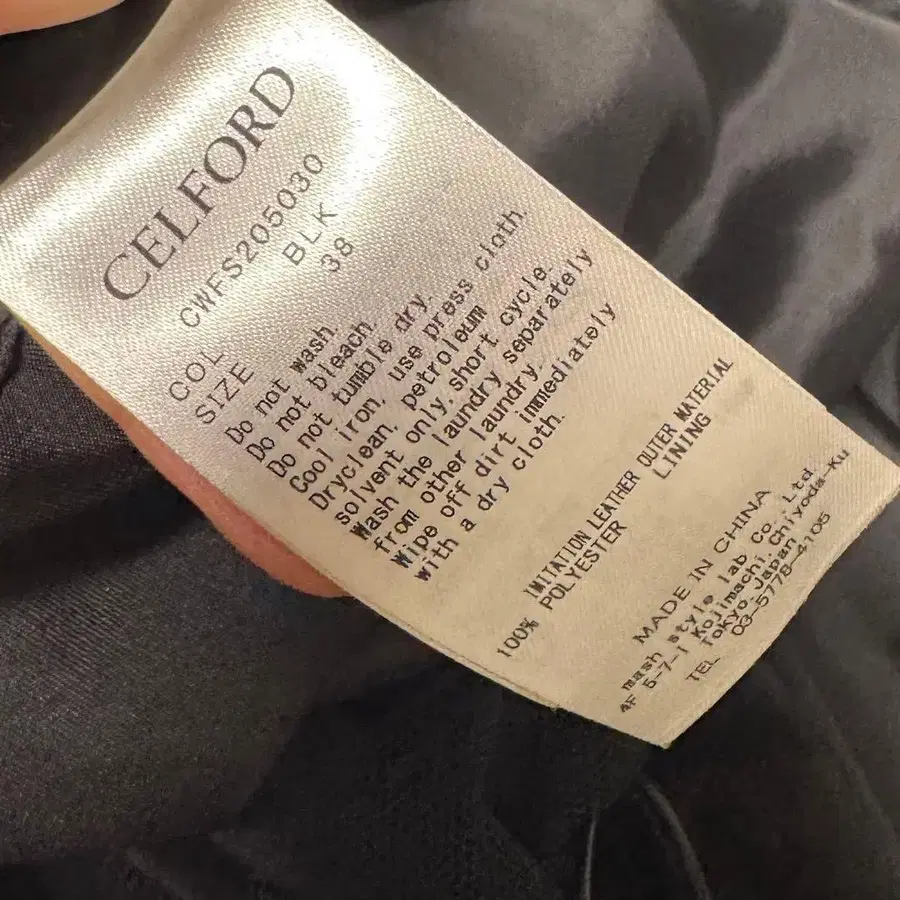 CELFORD
CWFS205030
COL BLK
SIZE 38
Do not wash.
Do not bleach.
Do not tumble dry.
Cool iron, use press cloth.
Dryclean, petroleum
solvent only.short cycle.
Wash the laundry separately
from other laundry.
Wipe off dirt immediately
with a dry cloth.
IMITATION LEATHER OUTER MATERIAL
100% POLYESTER LINING
MADE IN CHINA
mash style lab Co.,Ltd
4F 5-7-1 Kojimachi.Chiyoda-Ku
Tokyo.Japan
TEL 03-5778-4105